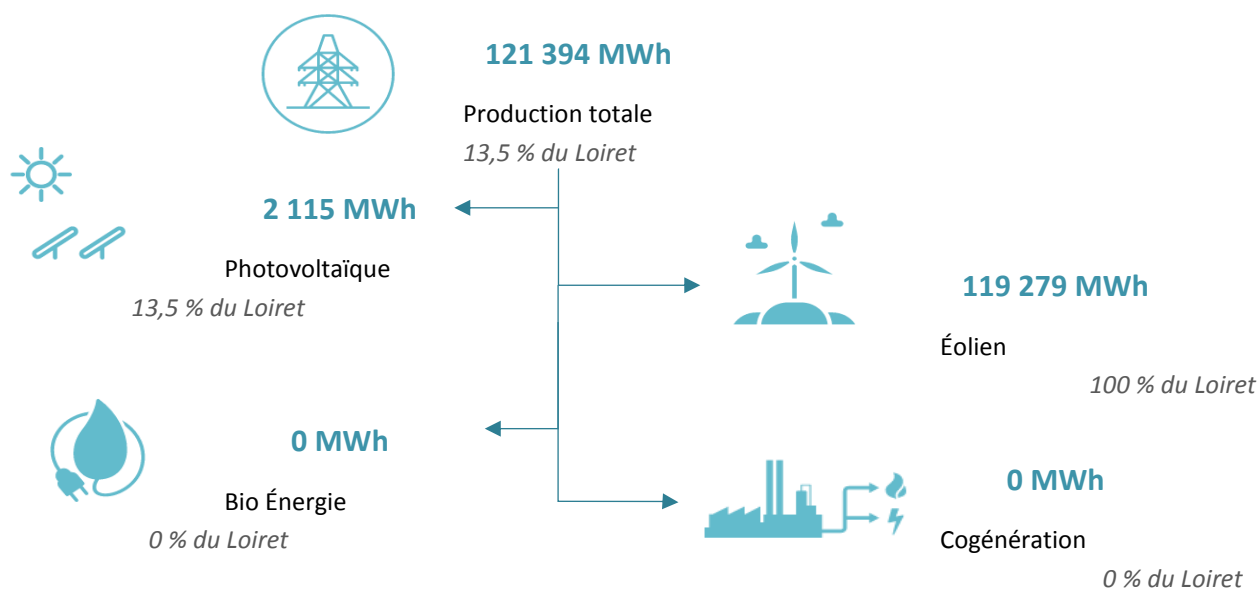 121 394 MWh
Production totale
13,5 % du Loiret
2 115 MWh
Photovoltaïque
13,5 % du Loiret
119 279 MWh
Éolien
100 % du Loiret
0 MWh
Bio Énergie
0 % du Loiret
0 MWh
Cogénération
0 % du Loiret